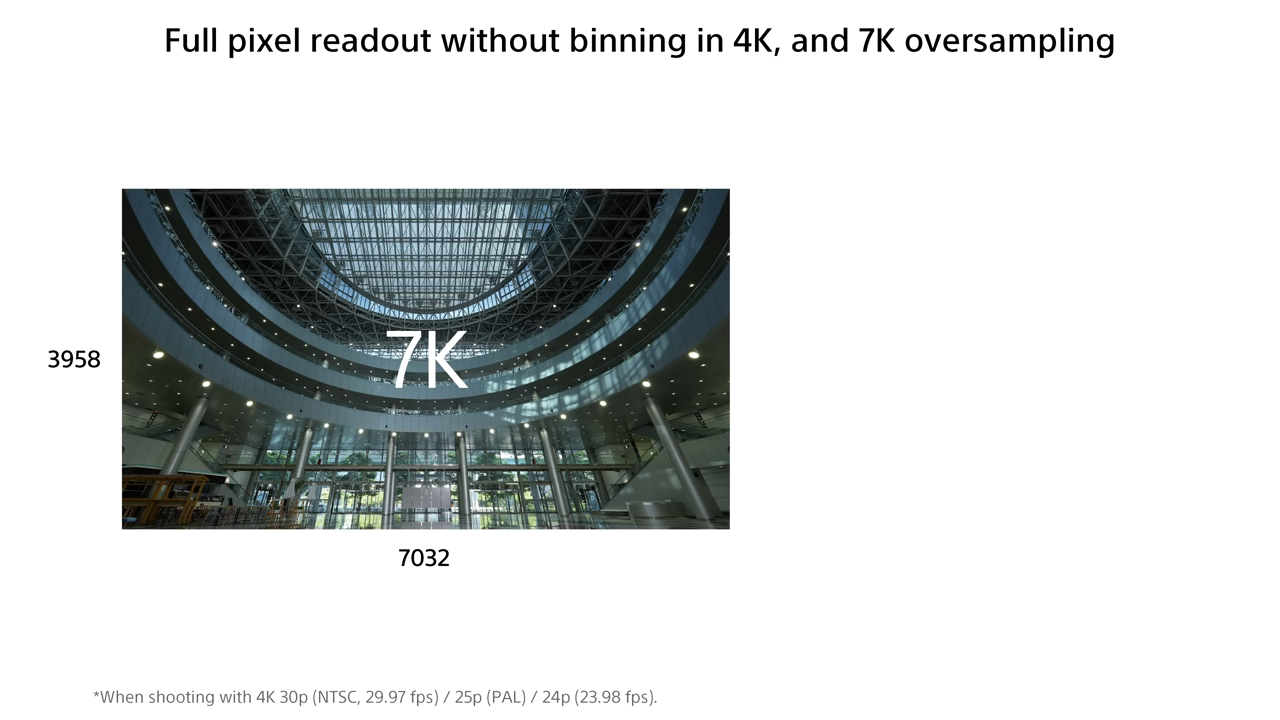 Full pixel readout without binning in 4K, and 7K oversampling
7K
3958
7032
*When shooting with 4K 30p (NTSC, 29.97 fps) / 25p (PAL) / 24p (23.98 fps).